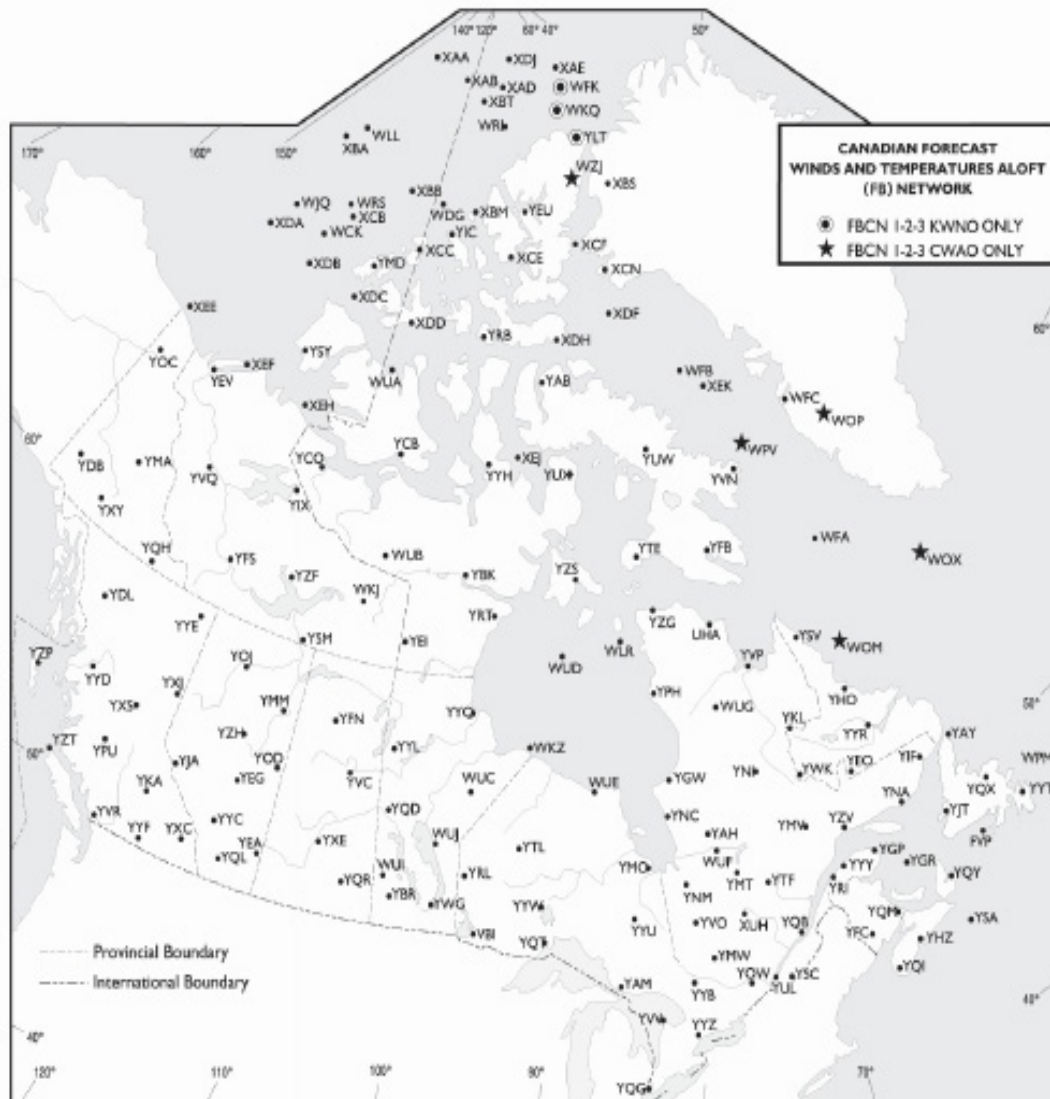 140° 120° 60° 40° 50°
XAA XDJ XAE
XAB XAD WFK
XBT WKQ
WLL YLT
XBA
170° 160° 150°
WZJ
CANADIAN FORECAST
WINDS AND TEMPERATURES ALOFT
(FB) NETWORK
FBCN 1-2-3 KWNO ONLY
FBCN 1-2-3 CWAO ONLY
XBB XBS
WJQ WRS WDG XBM YEU
XDA XCB
WCK YIC
XCC XCE XCF
XDB YMD XCN
XDC
XEE XDD XDF
YRB XDH
60°
YOC YSY
YEV XEF WUA WFB
XEH YAB XEK
WFC
WOP
60°
YDB YMA YVQ YCO YCB YYH XEJ YUX YUW WPV
YVN
YXY YIX
YQH YFS WUB YTE YFB WFA WOX
YZF YBK YZS
YDL WKJ
YYE YRT YZG
YSM YEI WLR LIHA YSV WOM
YZP YOJ WUD YVP
YYD YXJ YPH YHO
YXS YMM YFN YYQ WUG
50°
YZT YPU YZH YYL WKZ YKL YYR YAY
50°
YJA YOD YVC WUC WUE YGW YNI YWK YEO YIF WPM
YKA YEG YQX YYT
YVR YQD YNC YNA YJT
YYF YXC YYC YXE WUJ YAH YMV YZV FVP
YEA YTL WUF YGP
YQL WUI YRL YMO YMT YYY YGR YQY
YQR YBR YNM YTF YRI
YWG YYW YVO XUH YQM YSA
VBI YQT YYU YQB YFC YHZ
Provincial Boundary
YMW YQI
International Boundary
YAM YYB YOW YUL YSC
40°
YVV YYZ
40°
120° 110° 100° 90° YQG 70°